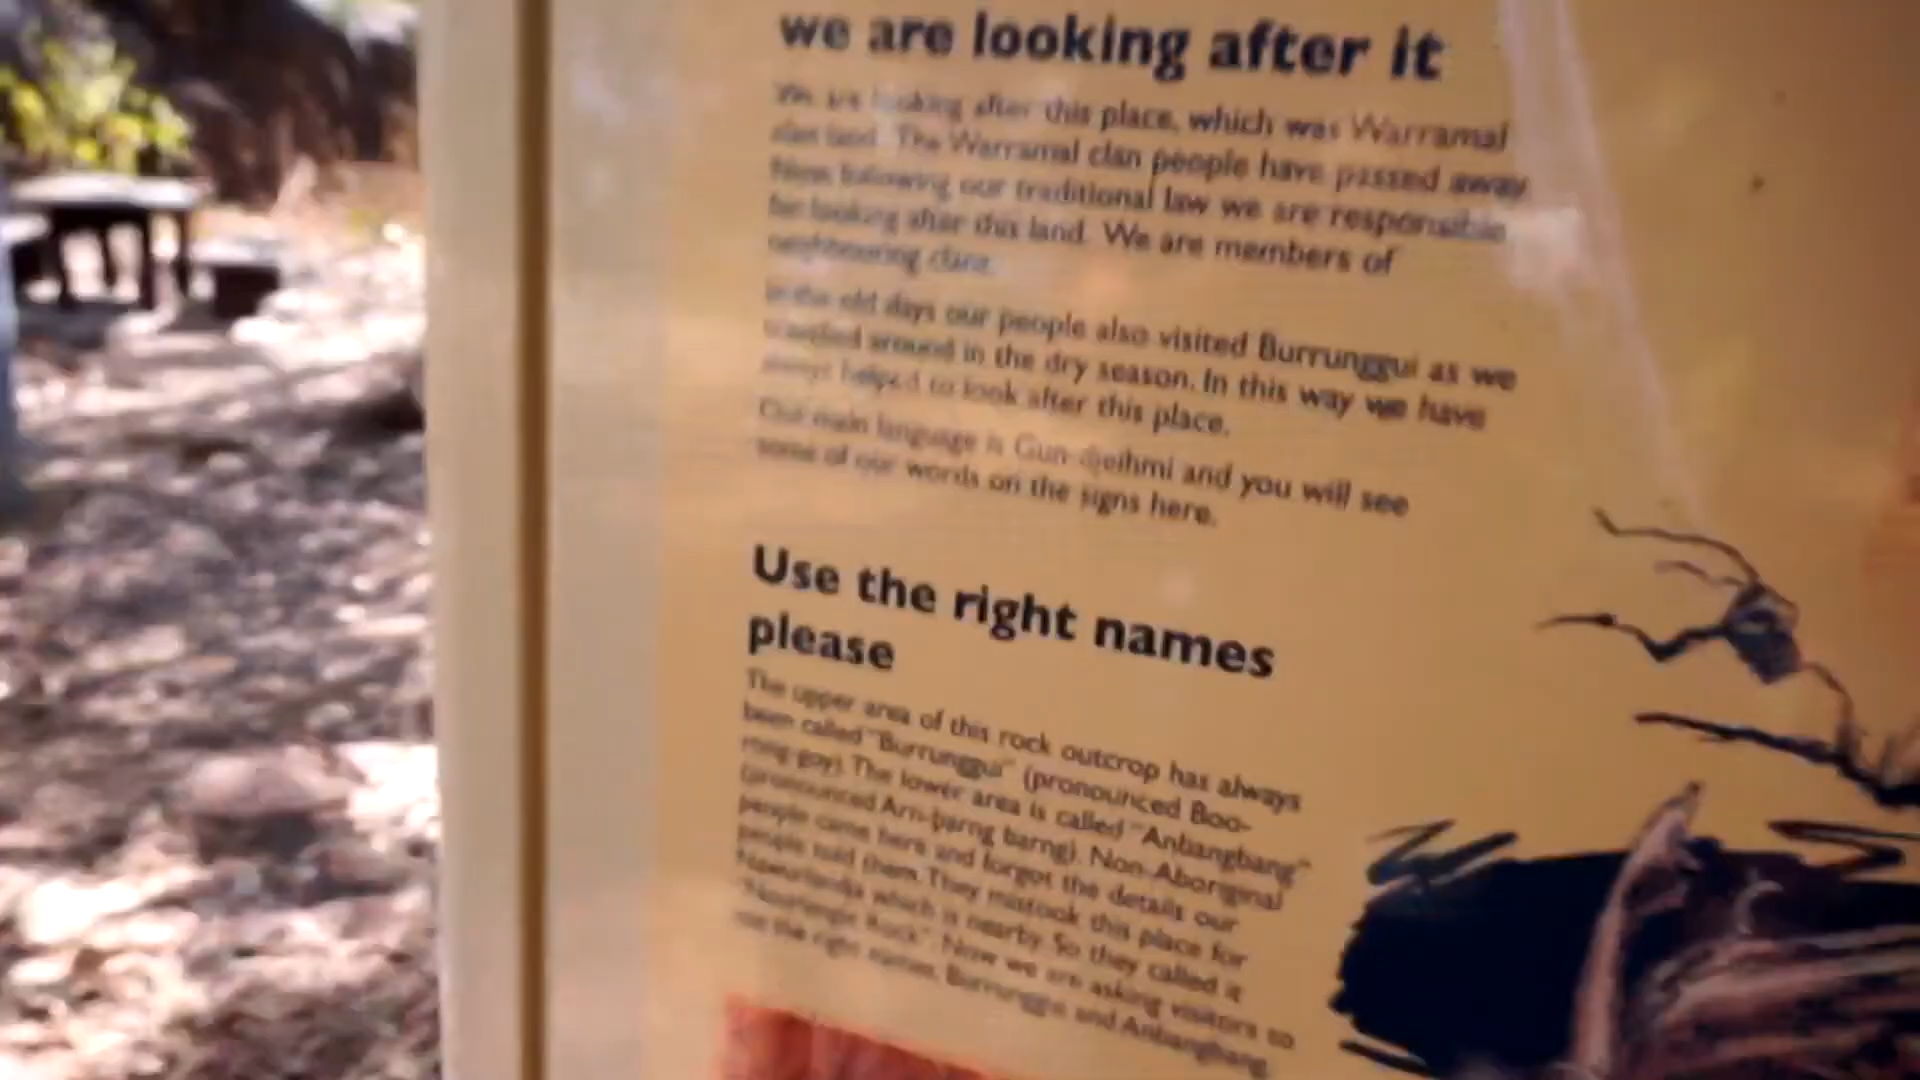 we are looking after it
We are looking after this place, which was Warramal
clan land. The Warramal clan people have passed away.
Now following our traditional law we are responsible
for looking after this land. We are members of
neighbouring clans.
In the old days our people also visited Burrunggui as we
travelled around in the dry season. In this way we have
always helped to look after this place.
Our main language is Gun-djeihmi and you will see
some of our words on the signs here.
Use the right names
please
The upper area of this rock outcrop has always
been called "Burrunggui" (pronounced Boo-
rrng-goy). The lower area is called "Anbangbang"
(pronounced Arn-barng barng). Non-Aboriginal
people came here and forgot the details our
people told them. They mistook this place for
which is nearby. So they called it
"Nourlangie Rock". Now we are asking visitors to
use the right names, Burrunggui and Anbangbang